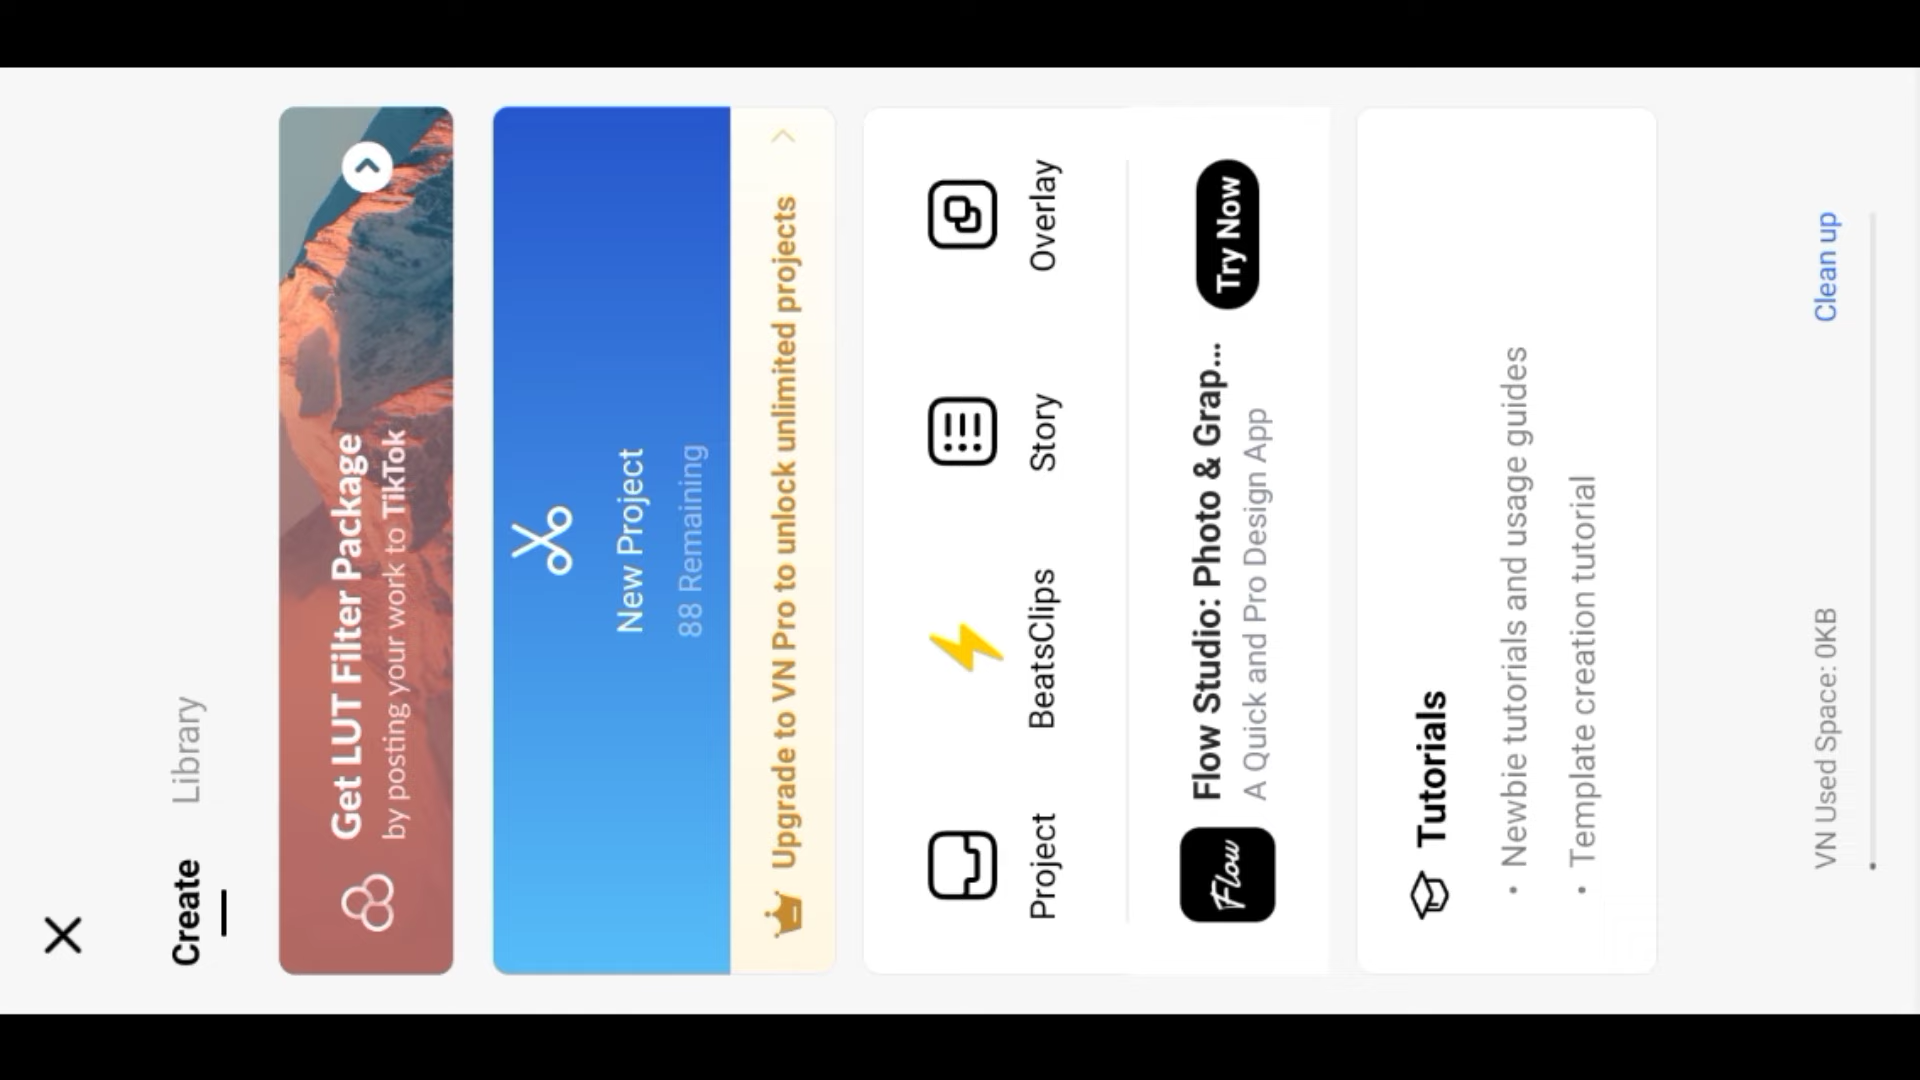 Create Library
Get LUT Filter Package
by posting your work to TikTok
New Project
88 Remaining
Upgrade to VN Pro to unlock unlimited projects
Project BeatsClips Story Overlay
Flow
Flow Studio: Photo & Grap...
A Quick and Pro Design App
Try Now
Tutorials
• Newbie tutorials and usage guides
• Template creation tutorial
VN Used Space: 0KB Clean up